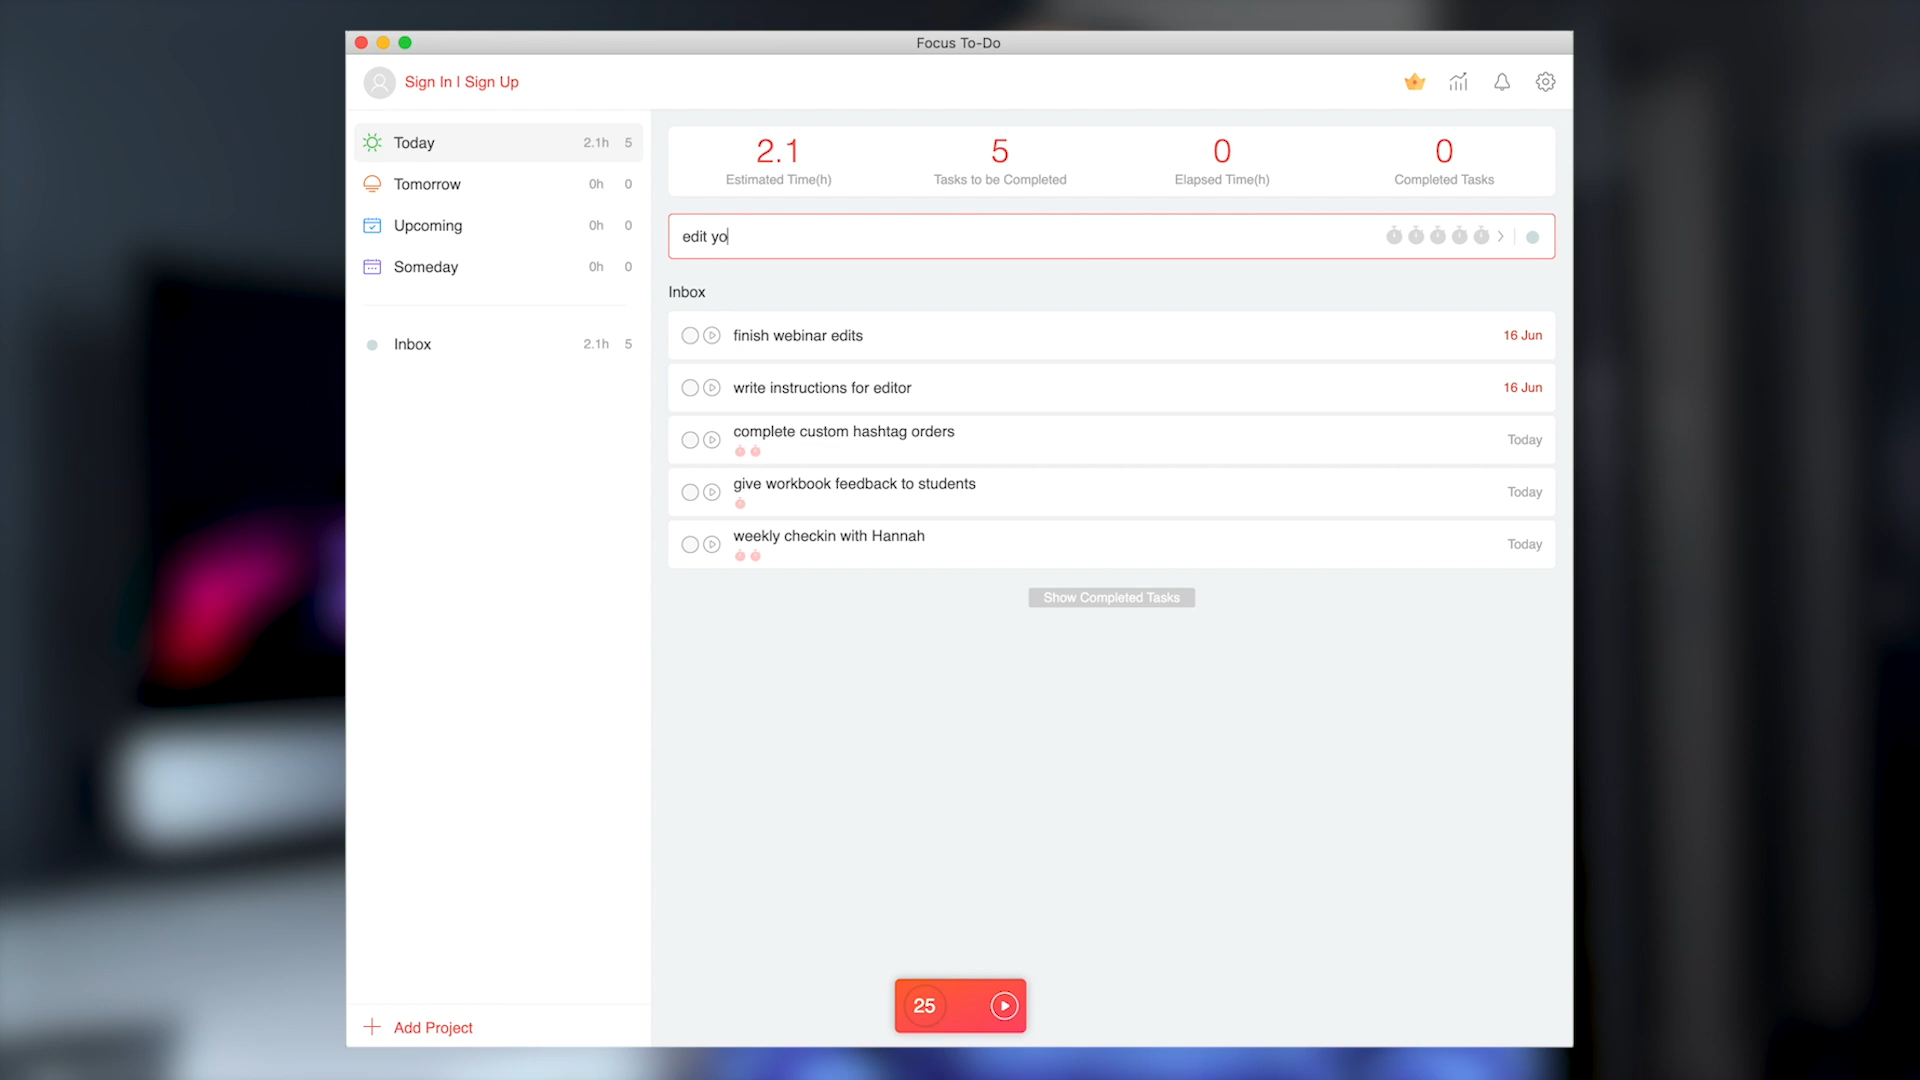 Focus To-Do
Sign In | Sign Up
Today 2.1h 5
Tomorrow 0h 0
Upcoming 0h 0
Someday 0h 0
Inbox 2.1h 5
Add Project
2.1 5 0 0
Estimated Time(h) Tasks to be Completed Elapsed Time(h) Completed Tasks
edit yo
Inbox
finish webinar edits 16 Jun
write instructions for editor 16 Jun
complete custom hashtag orders Today
give workbook feedback to students Today
weekly checkin with Hannah Today
Show Completed Tasks
25